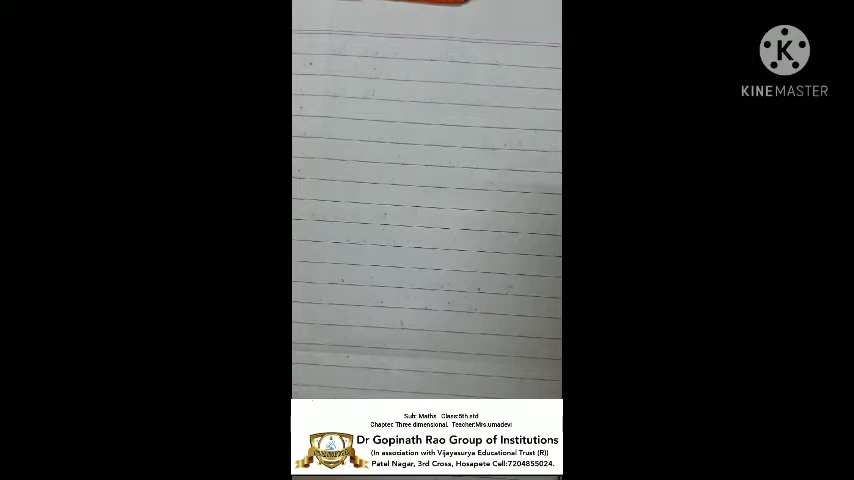 KINEMASTER
Sub: Maths. Class:5th.std
Chapter: Three dimensional. Teacher:Mrs.umadevi
Dr Gopinath Rao Group of Institutions
(In association with Vijayasurya Educational Trust (R))
Patel Nagar, 3rd Cross, Hosapete Cell:7204855024.